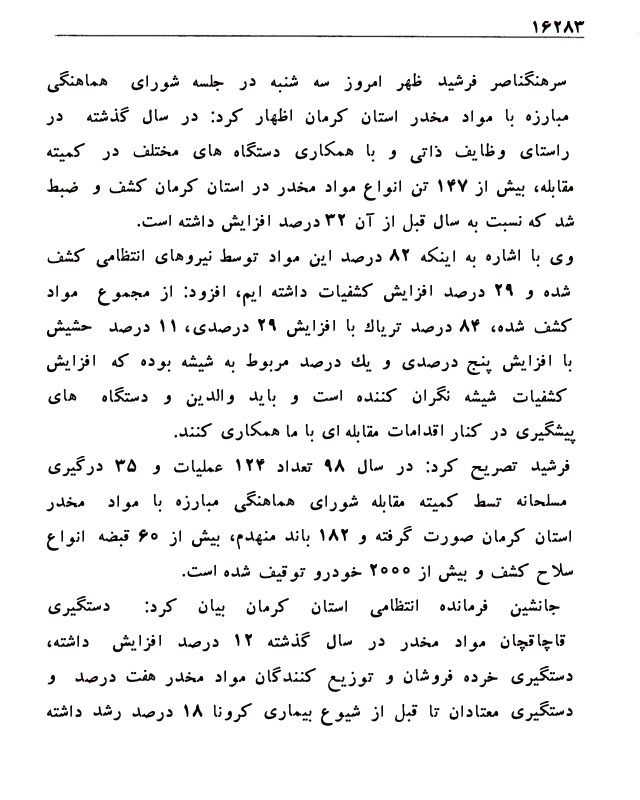 ۱۶۲۸۳
سرهنگناصر فرشید ظهر امروز سه شنبه در جلسه شورای هماهنگی
مبارزه با مواد مخدر استان کرمان اظهار کرد: در سال گذشته در
راستای وظایف ذاتی و با همکاری دستگاه های مختلف در کمیته
مقابله، بیش از ۱۴۷ تن انواع مواد مخدر در استان کرمان کشف و ضبط
شد که نسبت به سال قبل از آن ۳۲ درصد افزایش داشته است.
وی با اشاره به اینکه ۸۲ درصد این مواد توسط نیروهای انتظامی کشف
شده و ۲۹ درصد افزایش کشفیات داشته ایم، افزود: از مجموع مواد
کشف شده، ۸۴ درصد تریاك با افزایش ۲۹ درصدی، ۱۱ درصد حشیش
با افزایش پنج درصدی و یك درصد مربوط به شیشه بوده که افزایش
کشفیات شیشه نگران کننده است و باید والدین و دستگاه های
پیشگیری در کنار اقدامات مقابله ای با ما همکاری کنند.
فرشید تصریح کرد: در سال ۹۸ تعداد ۱۲۴ عملیات و ۳۵ درگیری
مسلحانه تسط کمیته مقابله شورای هماهنگی مبارزه با مواد مخدر
استان کرمان صورت گرفته و ۱۸۲ باند منهدم، بیش از ۶۰ قبضه انواع
سلاح کشف و بیش از ۲۰۰۰ خودرو توقیف شده است.
جانشین فرمانده انتظامی استان کرمان بیان کرد: دستگیری
قاچاقچان مواد مخدر در سال گذشته ۱۲ درصد افزایش داشته،
دستگیری خرده فروشان و توزیع کنندگان مواد مخدر هفت درصد و
دستگیری معتادان تا قبل از شیوع بیماری کرونا ۱۸ درصد رشد داشته